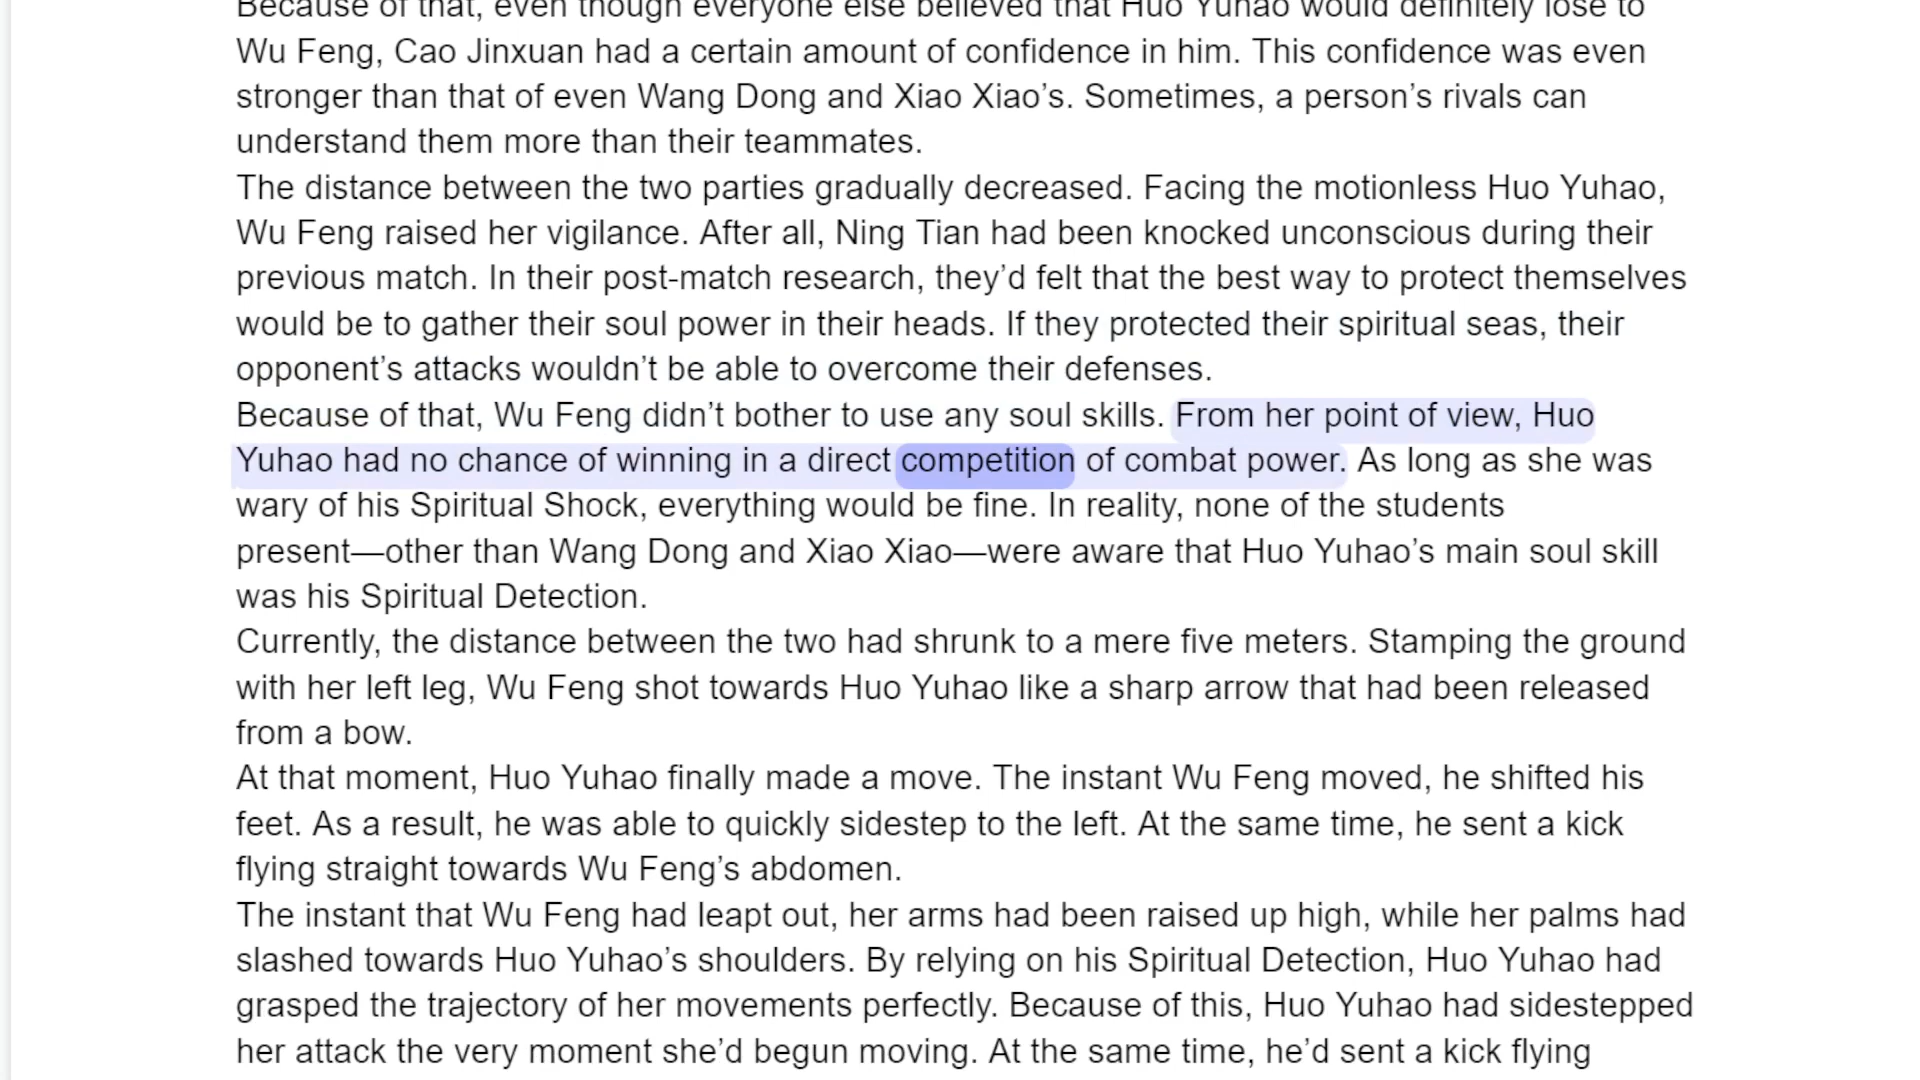 Because of that, even though everyone else believed that Huo Yuhao would definitely lose to
Wu Feng, Cao Jinxuan had a certain amount of confidence in him. This confidence was even
stronger than that of even Wang Dong and Xiao Xiao’s. Sometimes, a person’s rivals can
understand them more than their teammates.
The distance between the two parties gradually decreased. Facing the motionless Huo Yuhao,
Wu Feng raised her vigilance. After all, Ning Tian had been knocked unconscious during their
previous match. In their post-match research, they’d felt that the best way to protect themselves
would be to gather their soul power in their heads. If they protected their spiritual seas, their
opponent’s attacks wouldn’t be able to overcome their defenses.
Because of that, Wu Feng didn’t bother to use any soul skills. From her point of view, Huo
Yuhao had no chance of winning in a direct competition of combat power. As long as she was
wary of his Spiritual Shock, everything would be fine. In reality, none of the students
present—other than Wang Dong and Xiao Xiao—were aware that Huo Yuhao’s main soul skill
was his Spiritual Detection.
Currently, the distance between the two had shrunk to a mere five meters. Stamping the ground
with her left leg, Wu Feng shot towards Huo Yuhao like a sharp arrow that had been released
from a bow.
At that moment, Huo Yuhao finally made a move. The instant Wu Feng moved, he shifted his
feet. As a result, he was able to quickly sidestep to the left. At the same time, he sent a kick
flying straight towards Wu Feng’s abdomen.
The instant that Wu Feng had leapt out, her arms had been raised up high, while her palms had
slashed towards Huo Yuhao’s shoulders. By relying on his Spiritual Detection, Huo Yuhao had
grasped the trajectory of her movements perfectly. Because of this, Huo Yuhao had sidestepped
her attack the very moment she’d begun moving. At the same time, he’d sent a kick flying